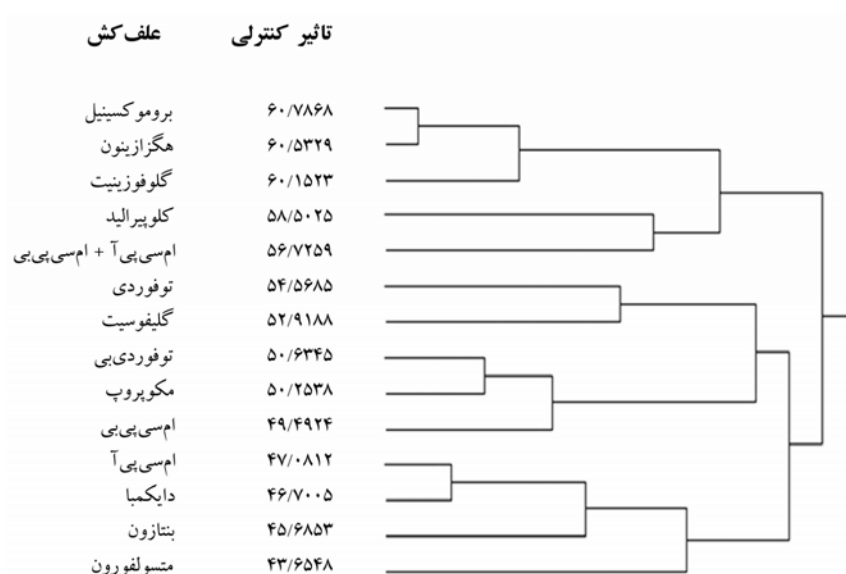 علف‌کش تاثیر کنترلی
بروموکسینیل ۶۰/۷۸۶۸
هگزازینون ۶۰/۵۳۲۹
گلوفوزینیت ۶۰/۱۵۲۳
کلوپیرالید ۵۸/۵۰۲۵
ام‌سی‌پی‌آ + ام‌سی‌پی‌بی ۵۶/۷۲۵۹
توفوردی ۵۴/۵۶۸۵
گلیفوسیت ۵۲/۹۱۸۸
توفوردی‌بی ۵۰/۶۳۴۵
مکوپروپ ۵۰/۲۵۳۸
ام‌سی‌پی‌بی ۴۹/۴۹۲۴
ام‌سی‌پی‌آ ۴۷/۰۸۱۲
دایکمبا ۴۶/۷۰۰۵
بنتازون ۴۵/۶۸۵۳
متسولفورون ۴۳/۶۵۴۸